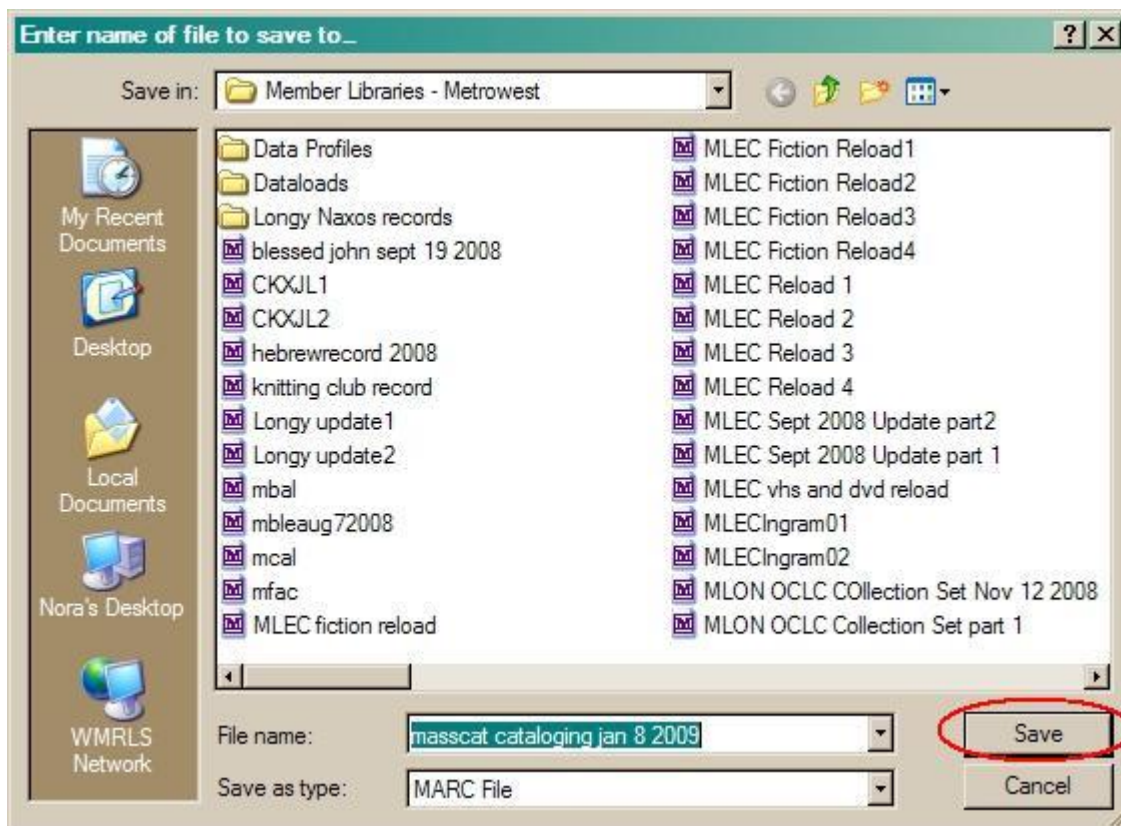 Enter name of file to save to...
Save in:
Member Libraries - Metrowest
My Recent
Documents
Desktop
Local
Documents
Nora's Desktop
WMRLS
Network
Data Profiles
Dataloads
Longy Naxos records
blessed john sept 19 2008
CKXJL1
CKXJL2
hebrewrecord 2008
knitting club record
Longy update1
Longy update2
mbal
mbleaug72008
mcal
mfac
MLEC fiction reload
MLEC Fiction Reload1
MLEC Fiction Reload2
MLEC Fiction Reload3
MLEC Fiction Reload4
MLEC Reload 1
MLEC Reload 2
MLEC Reload 3
MLEC Reload 4
MLEC Sept 2008 Update part2
MLEC Sept 2008 Update part 1
MLEC vhs and dvd reload
MLECIngram01
MLECIngram02
MLON OCLC COllection Set Nov 12 2008
MLON OCLC Collection Set part 1
File name:
masscat cataloging jan 8 2009
Save
Save as type:
MARC File
Cancel